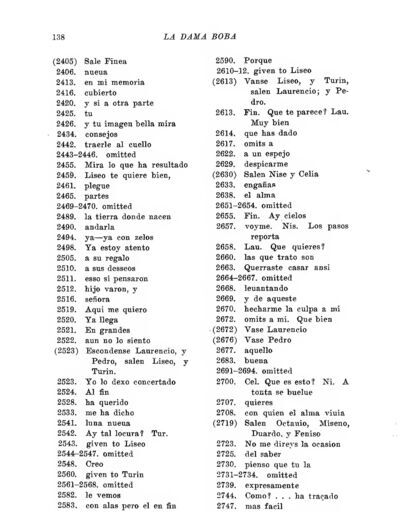 138
LA DAMA BOBA
(2405) Sale Finea
2406. nueua
2413. en mi memoria
2416. cubierto
2420. y si a otra parte
2425. tu
2426. y tu imagen bella mira
2434. consejos
2442. traerle al cuello
2443-2446. omitted
2455. Mira lo que ha resultado
2459. Liseo te quiere bien,
2461. plegue
2465. partes
2469-2470. omitted
2489. la tierra donde nacen
2490. andarla
2494. ya—ya con zelos
2498. Ya estoy atento
2505. a su regalo
2510. a sus desseos
2511. esso si pensaron
2512. hijo varon, y
2516. señora
2519. Aqui me quiero
2520. Ya llega
2521. En grandes
2522. aun no lo siento
(2523) Escondense Laurencio, y
Pedro, salen Liseo, y
Turin.
2523. Yo lo dexo concertado
2524. Al fin
2528. ha querido
2533. me ha dicho
2541. luna nueua
2542. Ay tal locura? Tur.
2543. given to Liseo
2544-2547. omitted
2548. Creo
2560. given to Turin
2561-2568. omitted
2582. le vemos
2583. con alas pero el en fin
2590. Porque
2610-12. given to Liseo
(2613) Vanse Liseo, y Turin,
salen Laurencio; y Pe-
dro.
2613. Fin. Que te parece? Lau.
Muy bien
2614. que has dado
2617. omits a
2622. a un espejo
2629. despicarme
(2630) Salen Nise y Celia
2633. engañas
2638. el alma
2651-2654. omitted
2655. Fin. Ay cielos
2657. voyme. Nis. Los pasos
reporta
2658. Lau. Que quieres?
2660. las que trato son
2663. Querraste casar ansi
2664-2667. omitted
2668. leuantando
2669. y de aqueste
2670. hecharme la culpa a mi
2672. omits a mi. Que bien
(2672) Vase Laurencio
(2676) Vase Pedro
2677. aquello
2683. buena
2691-2694. omitted
2700. Cel. Que es esto? Ni. A
tonta se buelue
2707. quieres
2708. con quien el alma viuia
(2719) Salen Octauio, Miseno,
Duardo, y Feniso
2723. No me direys la ocasion
2725. del saber
2730. pienso que tu la
2731-2734. omitted
2739. expresamente
2744. Como? . . . ha traçado
2747. mas facil